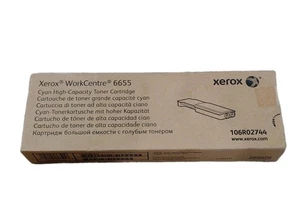 Xerox® WorkCentre® 6655
Cyan High-Capacity Toner Cartridge
Cartouche de toner grande capacité cyan
Cartuccia di toner ad alta capacità ciano
Cyan-Tonerkartusche mit hoher Kapazität
Cartucho de tóner cian de gran capacidad
Cartucho de toner ciano de alta capacidade
Картридж большой емкости с голубым тонером
xerox
106R02744
www.xerox.com